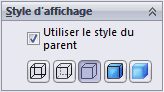 Style d'affichage
Utiliser le style du
parent